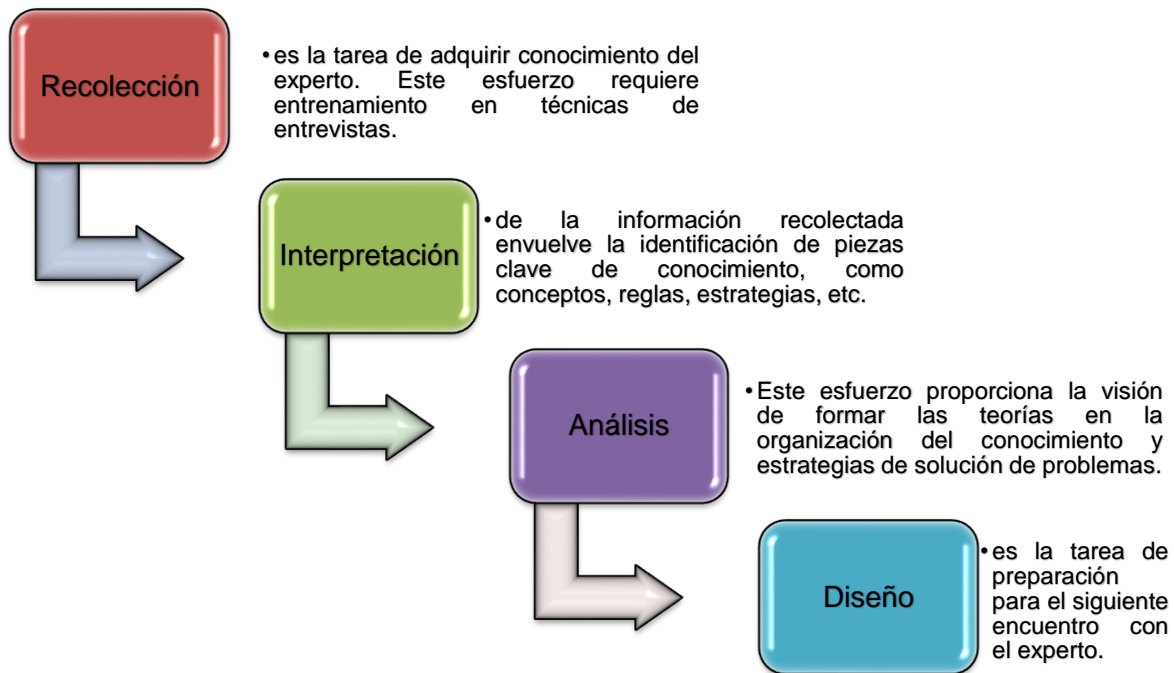 Recolección
•es la tarea de adquirir conocimiento del
experto. Este esfuerzo requiere
entrenamiento en técnicas de
entrevistas.
Interpretación
•de la información recolectada
envuelve la identificación de piezas
clave de conocimiento, como
conceptos, reglas, estrategias, etc.
Análisis
•Este esfuerzo proporciona la visión
de formar las teorías en la
organización del conocimiento y
estrategias de solución de problemas.
Diseño
•es la tarea de
preparación
para el siguiente
encuentro con
el experto.